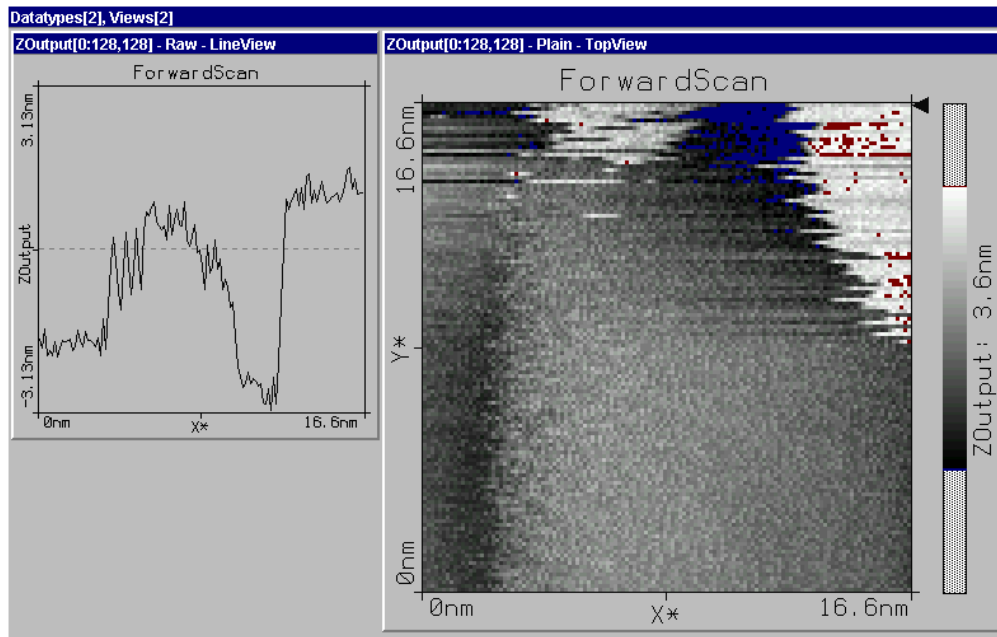 Datatypes[2], Views[2]
ZOutput[0:128,128] - Raw - LineView
ForwardScan
3.13nm
ZOutput
-3.13nm
0nm
X*
16.6nm
ZOutput[0:128,128] - Plain - TopView
ForwardScan
16.6nm
Y*
0nm
0nm
X*
16.6nm
ZOutput: 3.6nm